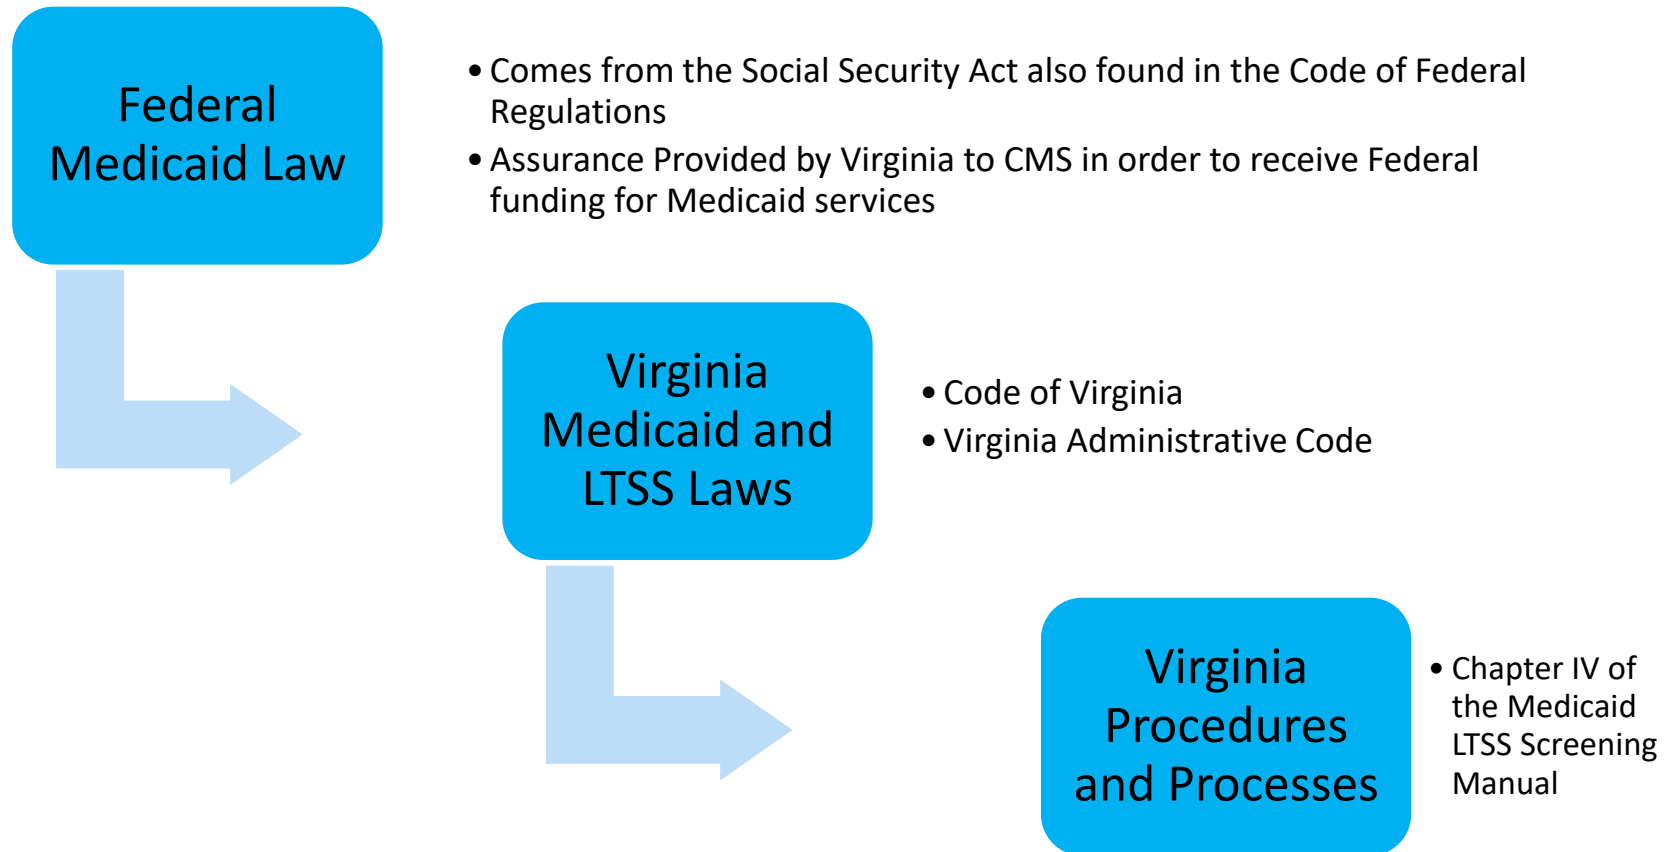 Federal
Medicaid Law
• Comes from the Social Security Act also found in the Code of Federal
Regulations
• Assurance Provided by Virginia to CMS in order to receive Federal
funding for Medicaid services
Virginia
Medicaid and
LTSS Laws
• Code of Virginia
• Virginia Administrative Code
Virginia
Procedures
and Processes
• Chapter IV of
the Medicaid
LTSS Screening
Manual